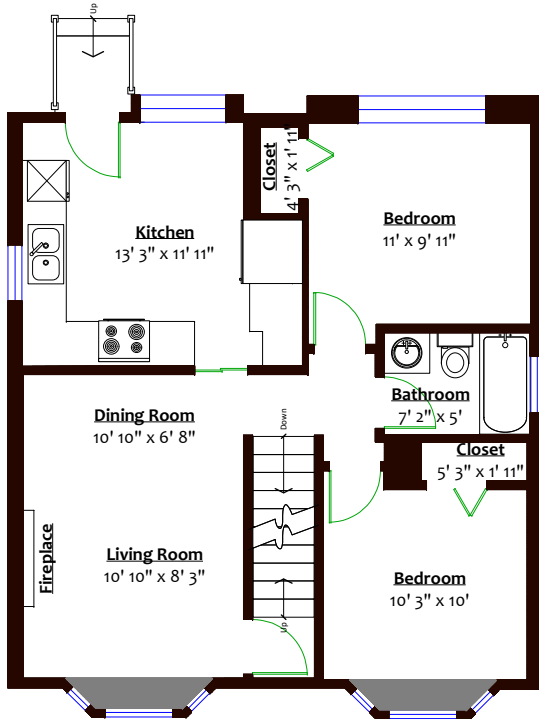 Up
Closet
4' 3" x 1' 11"
Kitchen
13' 3" x 11' 11"
Bedroom
11' x 9' 11"
Bathroom
7' 2" x 5'
Dining Room
10' 10" x 6' 8"
Down
Closet
5' 3" x 1' 11"
Fireplace
Living Room
10' 10" x 8' 3"
Bedroom
10' 3" x 10'
Up